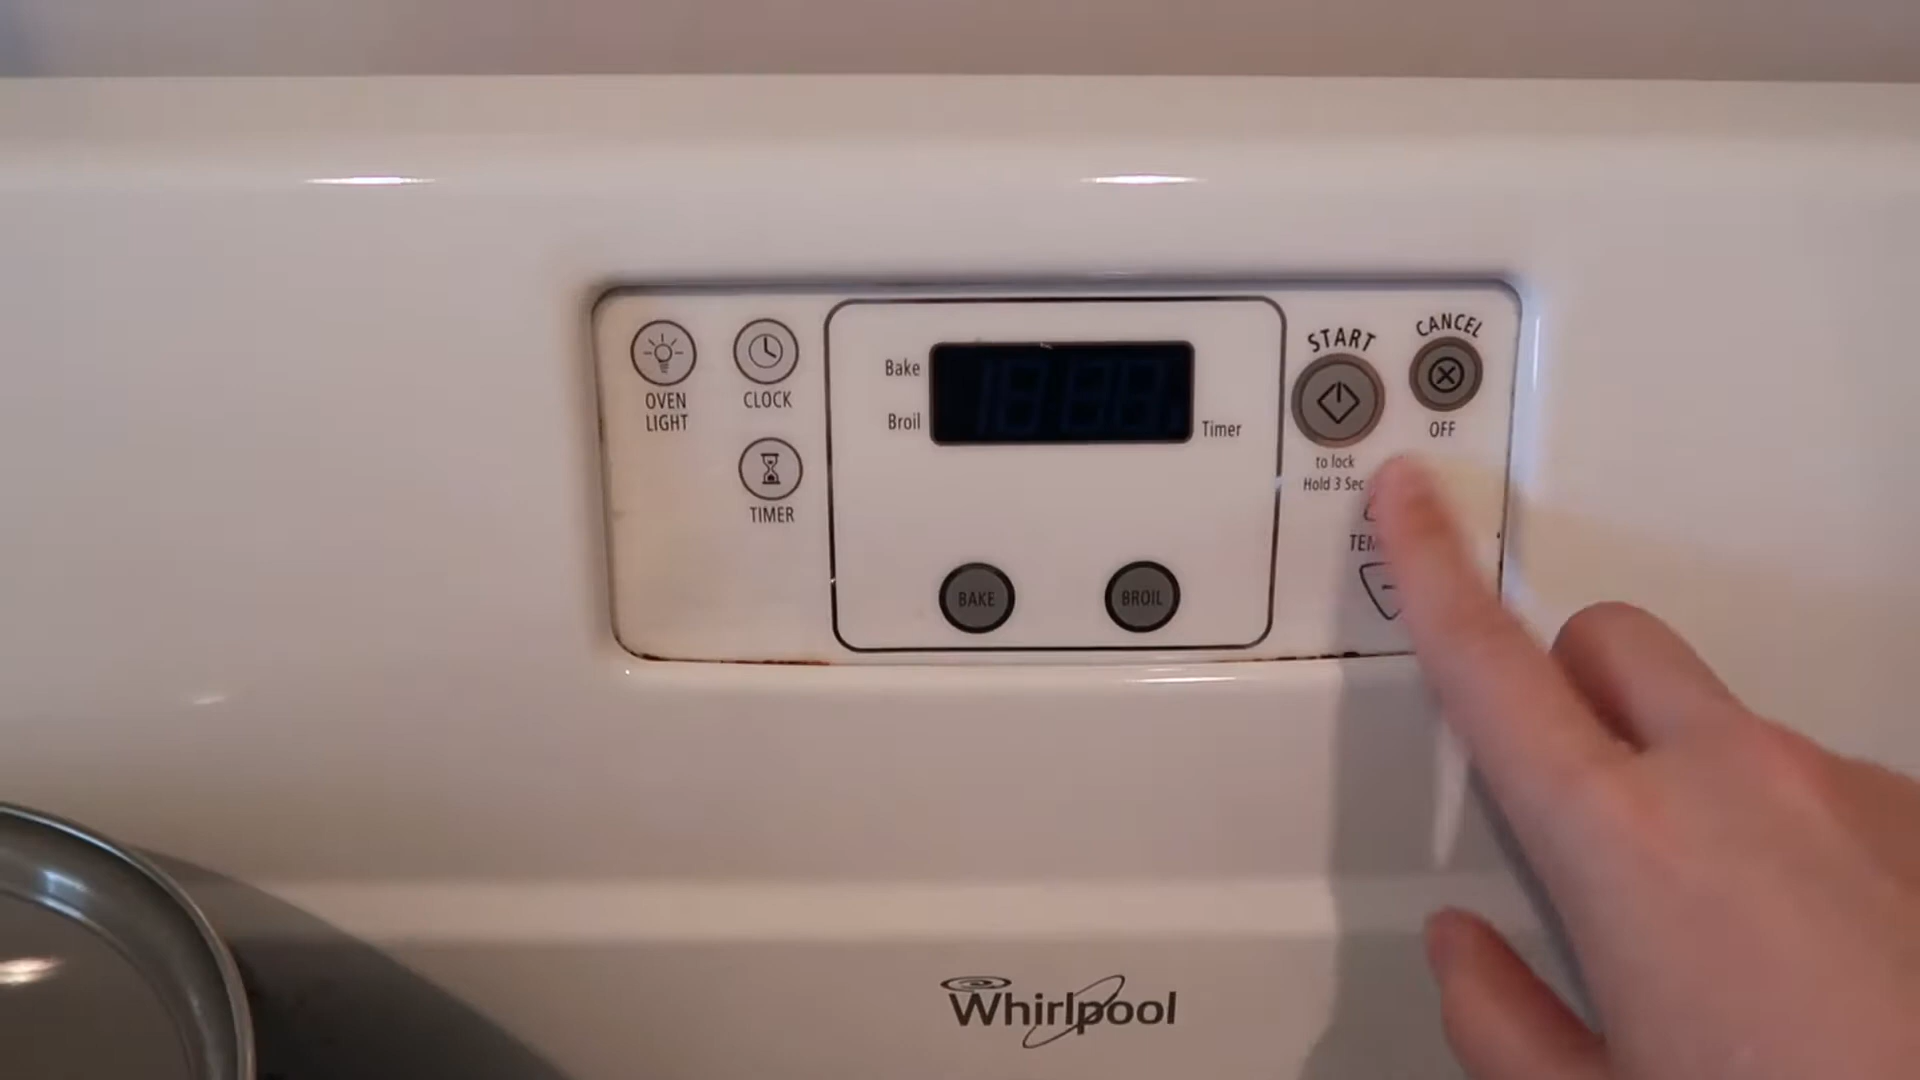 OVEN
LIGHT
CLOCK
TIMER
Bake
Broil
Timer
BAKE
BROIL
START
to lock
Hold 3 Sec
CANCEL
OFF
Whirlpool